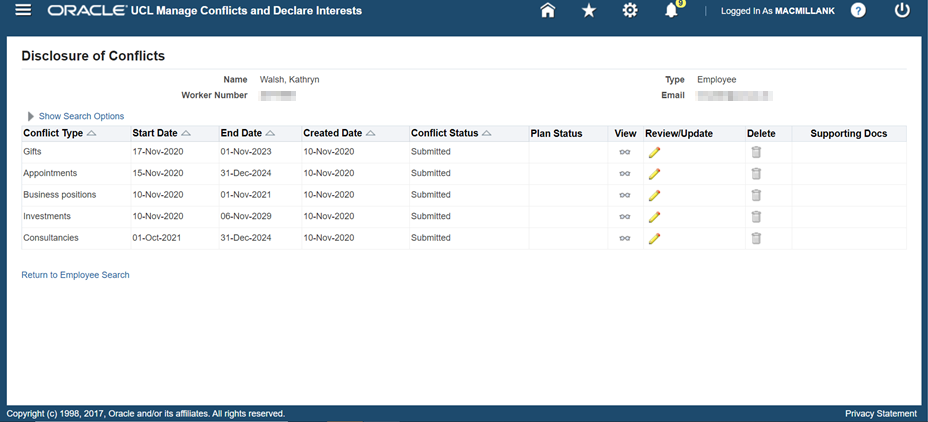 ORACLE UCL Manage Conflicts and Declare Interests 9 Logged In As MACMILLANK ?
Disclosure of Conflicts
Name Walsh, Kathryn Type Employee
Worker Number Email
Show Search Options
Conflict Type Start Date End Date Created Date Conflict Status Plan Status View Review/Update Delete Supporting Docs
Gifts 17-Nov-2020 01-Nov-2023 10-Nov-2020 Submitted
Appointments 15-Nov-2020 31-Dec-2024 10-Nov-2020 Submitted
Business positions 10-Nov-2020 01-Nov-2021 10-Nov-2020 Submitted
Investments 10-Nov-2020 06-Nov-2029 10-Nov-2020 Submitted
Consultancies 01-Oct-2021 31-Dec-2024 10-Nov-2020 Submitted
Return to Employee Search
Copyright (c) 1998, 2017, Oracle and/or its affiliates. All rights reserved. Privacy Statement